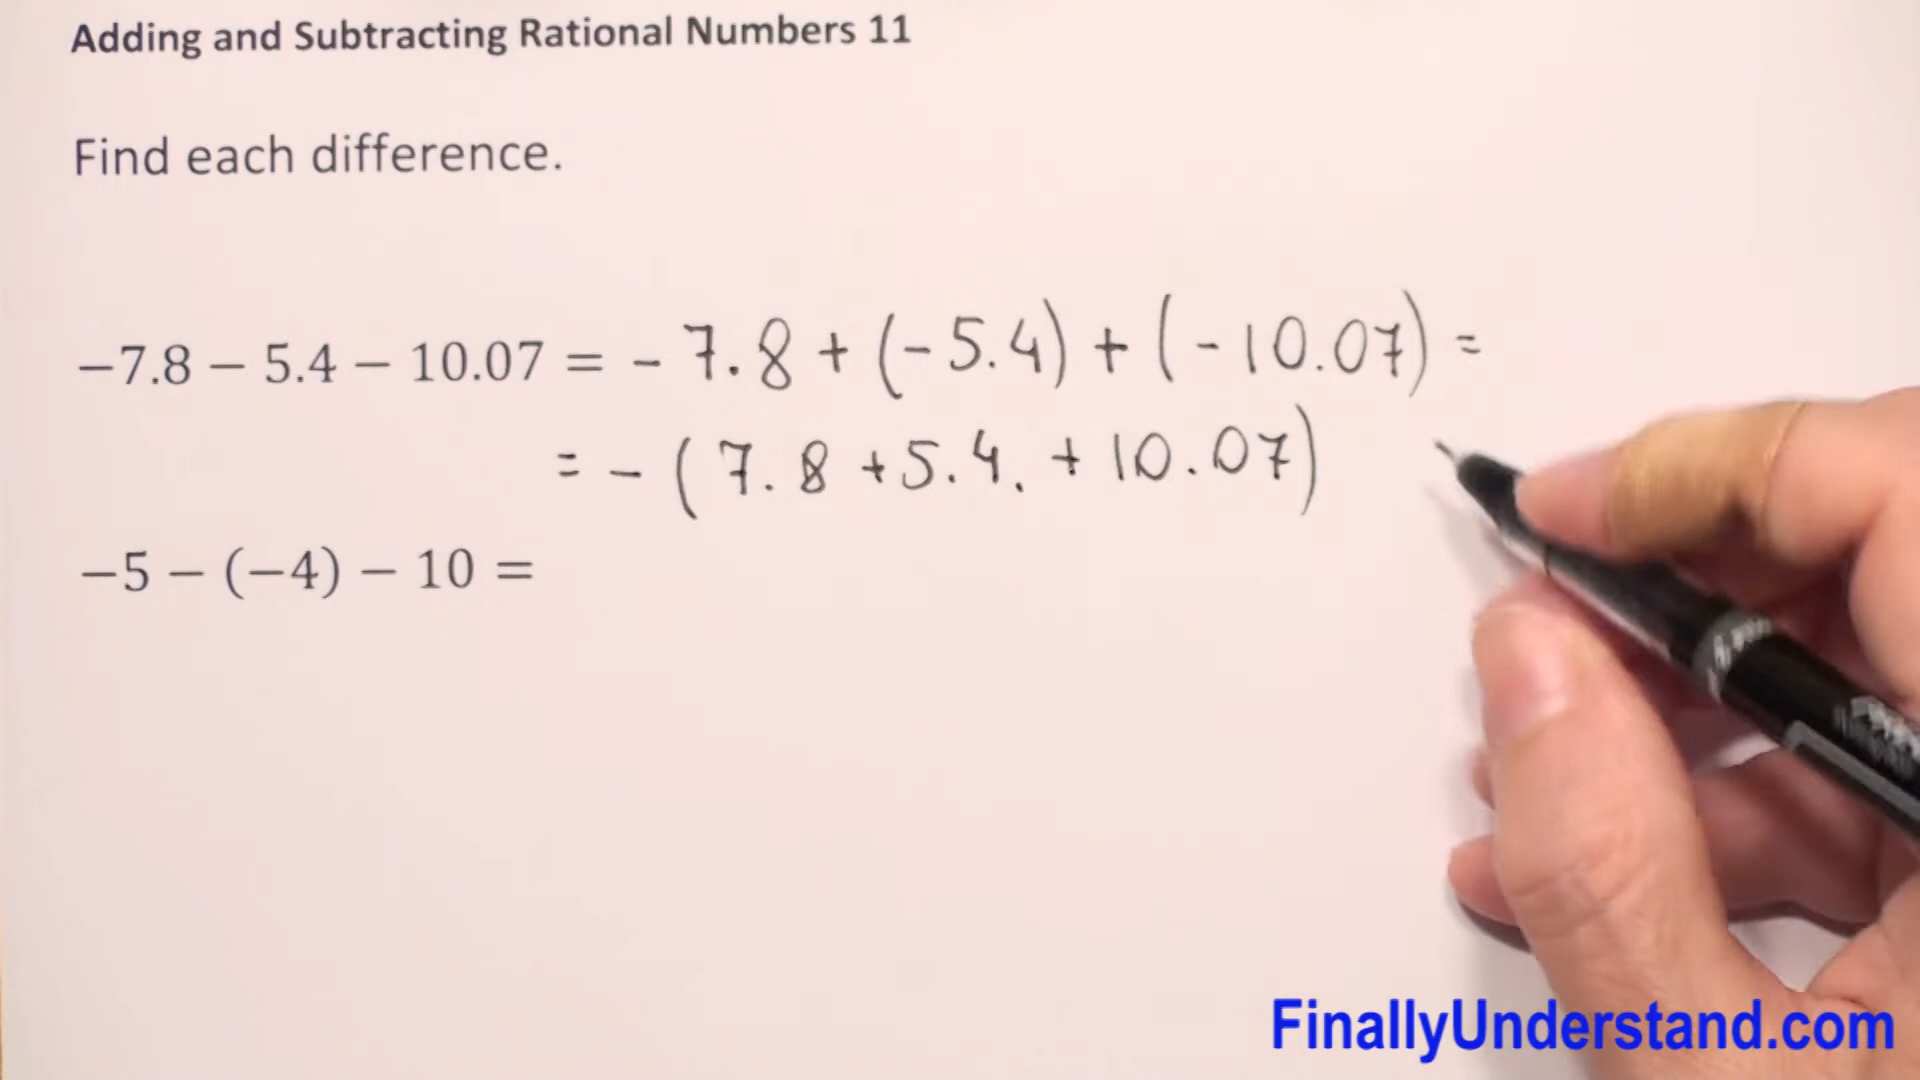 Adding and Subtracting Rational Numbers 11
Find each difference.
−7.8 − 5.4 − 10.07 = - 7.8 + (-5.4) + (-10.07) =
= - (7.8 +5.4. + 10.07)
−5 − (−4) − 10 =
FinallyUnderstand.com